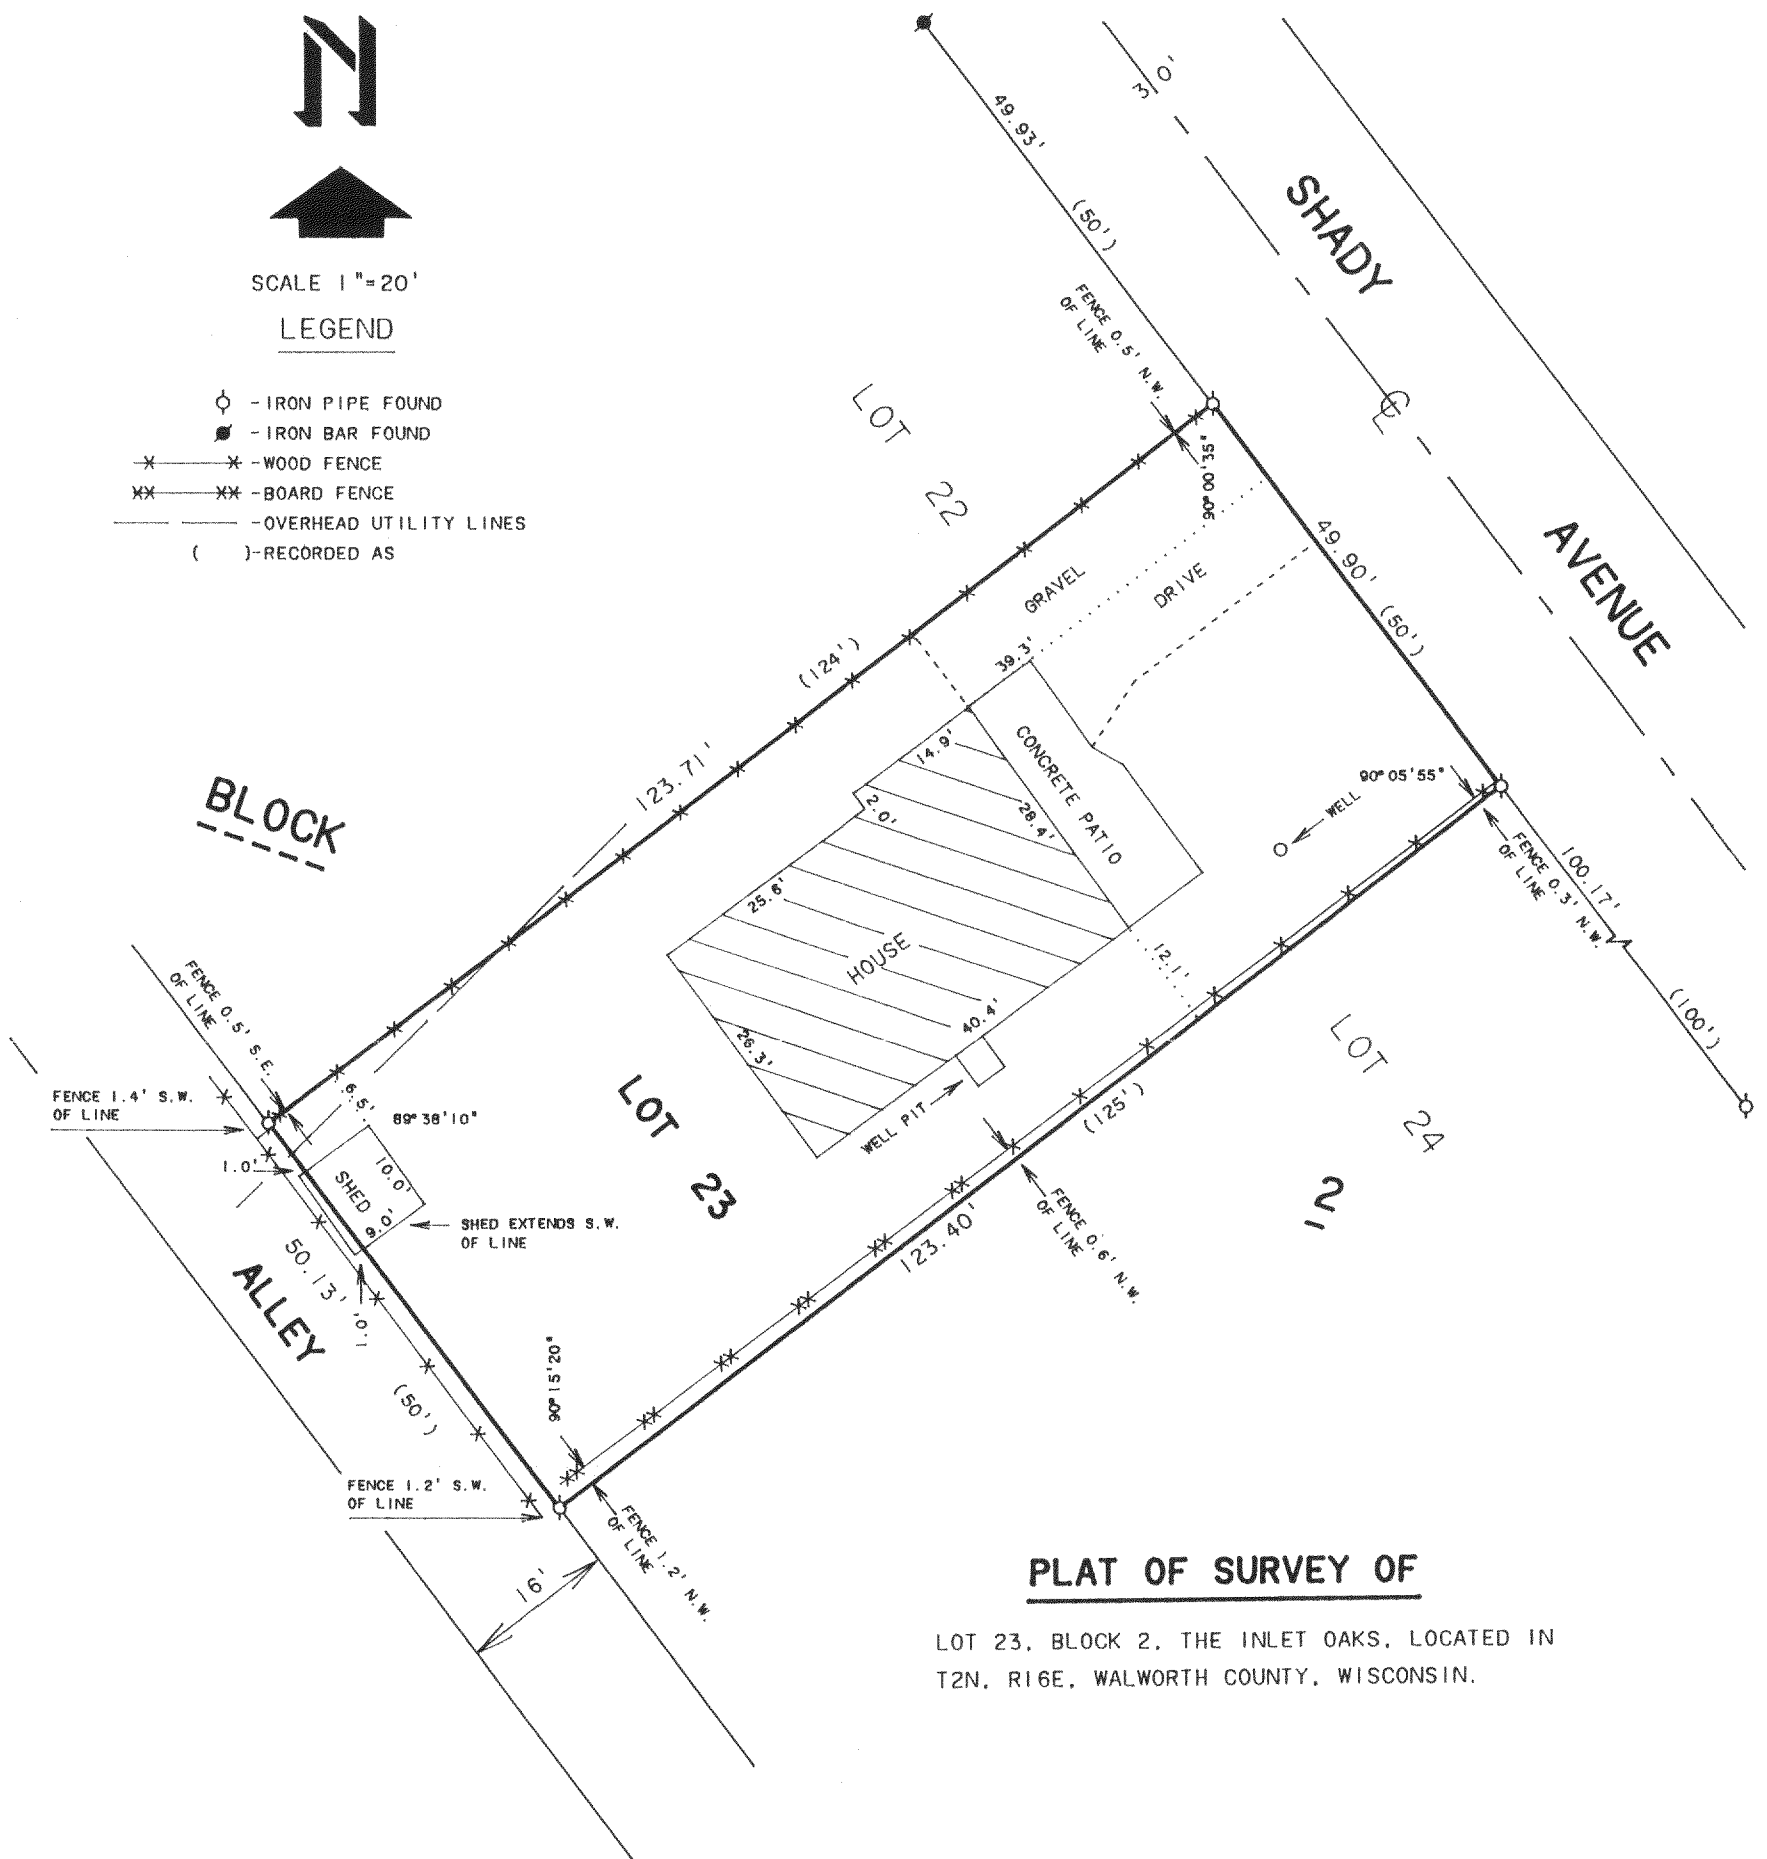 N
SCALE 1"=20'
LEGEND
-IRON PIPE FOUND
-IRON BAR FOUND
-WOOD FENCE
-BOARD FENCE
-OVERHEAD UTILITY LINES
( )-RECORDED AS
49.93'
(50')
30'
SHADY
AVENUE
℄
FENCE 0.5' N.W.
OF LINE
90°00'35"
LOT
22
GRAVEL
DRIVE
49.90'
(50')
(124')
123.71'
39.3'
CONCRETE PATIO
14.9'
2.0'
28.4'
25.6'
HOUSE
26.3'
40.4'
12.1'
WELL
90°05'55"
FENCE 0.3' N.W.
OF LINE
100.17'
(100')
BLOCK
2
LOT
24
LOT
23
WELL PIT
(125')
123.40'
FENCE 0.6' N.W.
OF LINE
FENCE 0.5' S.E.
OF LINE
FENCE 1.4' S.W.
OF LINE
6.5'
89°38'10"
1.0'
SHED
10.0'
9.0'
SHED EXTENDS S.W.
OF LINE
1.0'
50.13'
(50')
ALLEY
90°15'20"
FENCE 1.2' S.W.
OF LINE
FENCE 1.2' N.W.
OF LINE
16'
PLAT OF SURVEY OF
LOT 23, BLOCK 2, THE INLET OAKS, LOCATED IN
T2N, R16E, WALWORTH COUNTY, WISCONSIN.